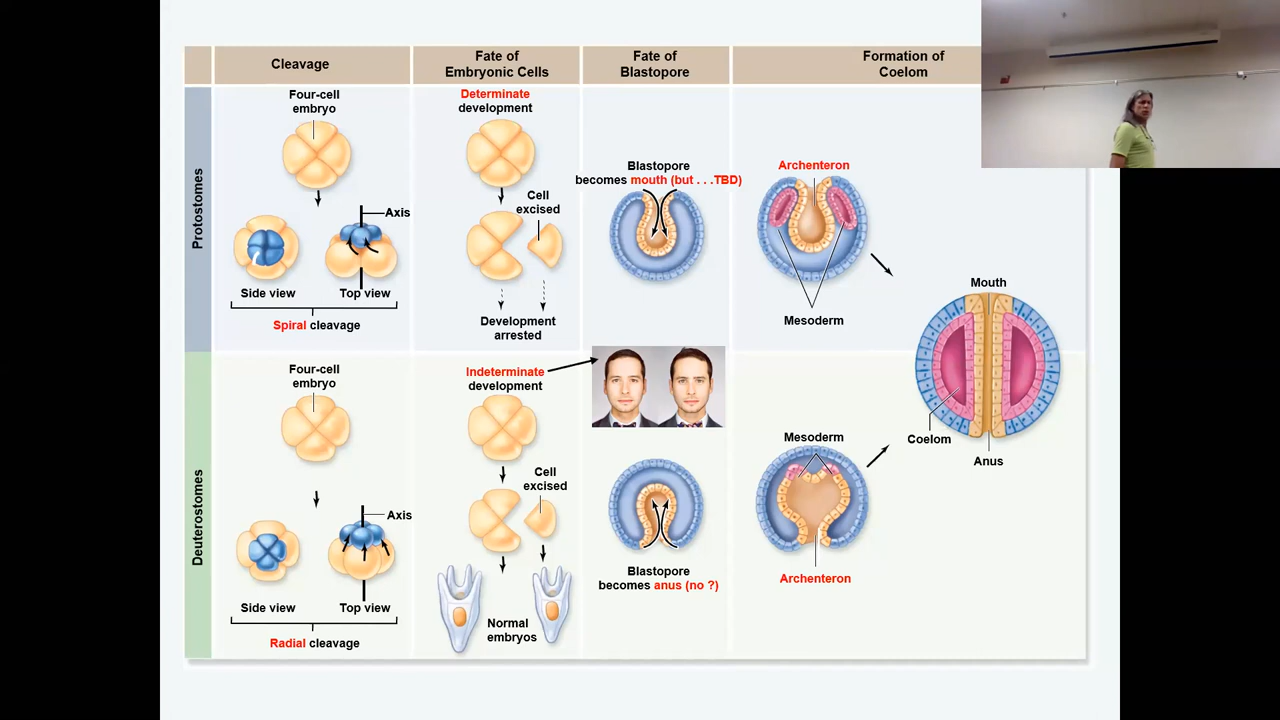 Cleavage
Fate of
Embryonic Cells
Fate of
Blastopore
Formation of
Coelom
Protostomes
Four-cell
embryo
Axis
Side view
Top view
Spiral cleavage
Determinate
development
Cell
excised
Development
arrested
Blastopore
becomes mouth (but . . .TBD)
Archenteron
Mesoderm
Mouth
Coelom
Anus
Deuterostomes
Four-cell
embryo
Axis
Side view
Top view
Radial cleavage
Indeterminate
development
Cell
excised
Normal
embryos
Blastopore
becomes anus (no ?)
Mesoderm
Archenteron